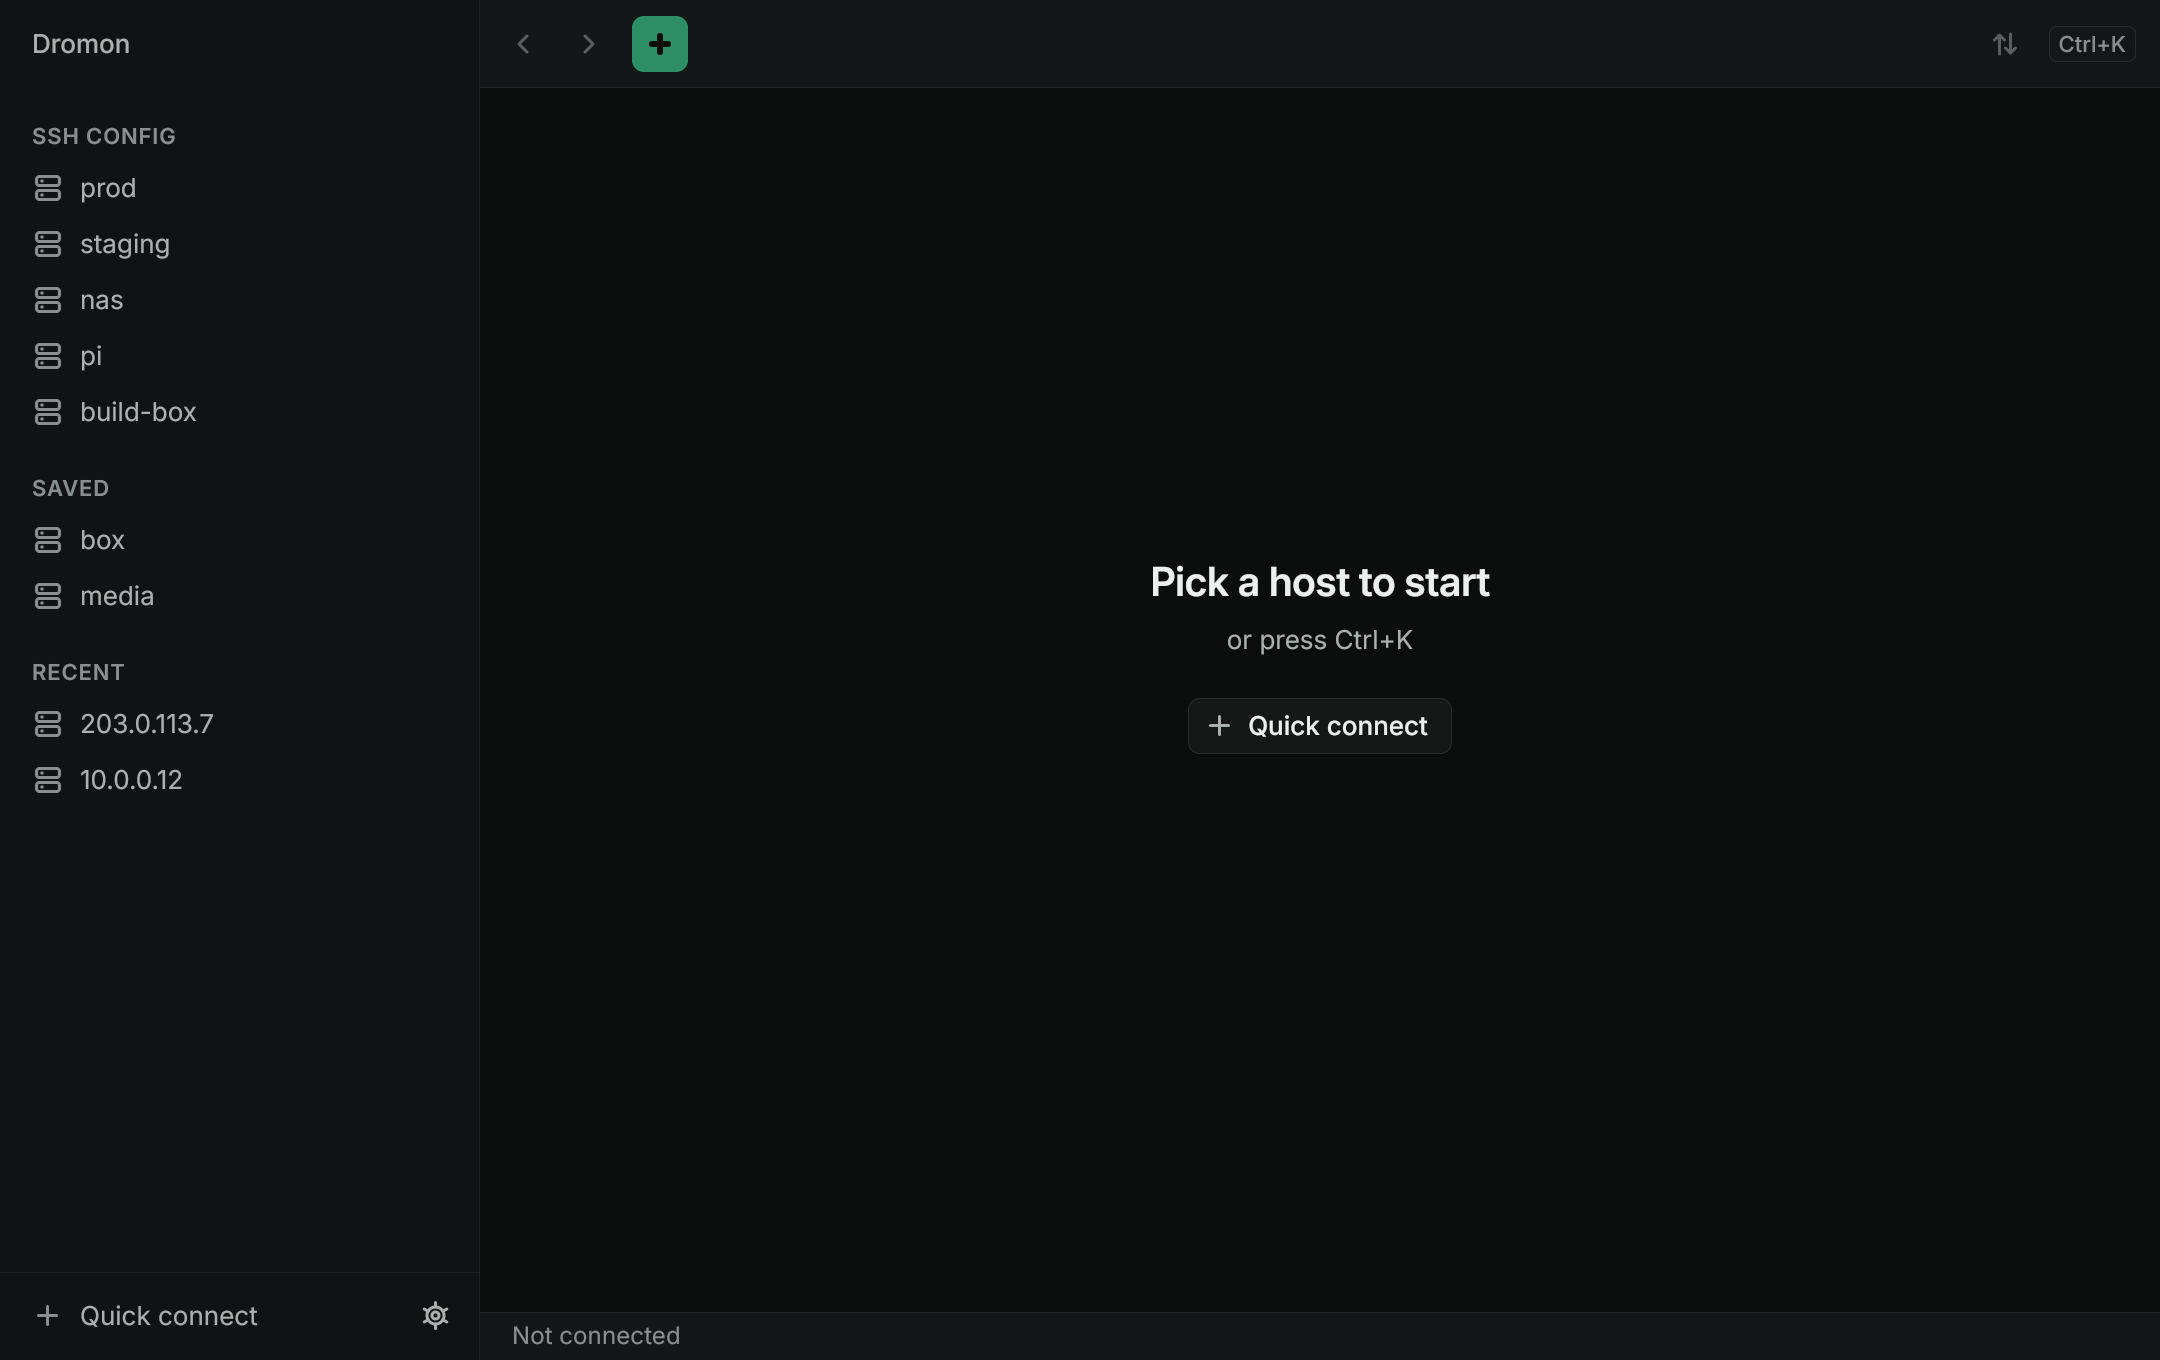 Dromon
Ctrl+K
SSH CONFIG
prod
staging
nas
pi
build-box
SAVED
box
media
RECENT
203.0.113.7
10.0.0.12
Pick a host to start
or press Ctrl+K
Quick connect
Quick connect
Not connected